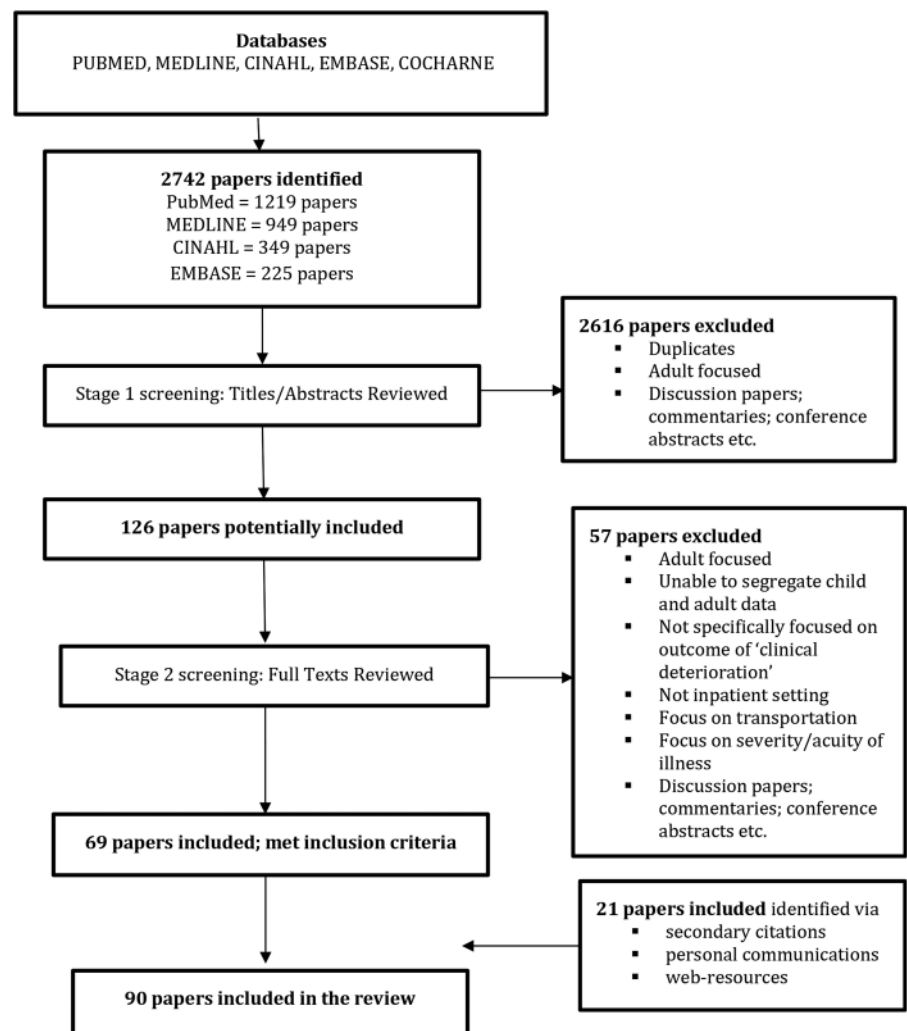 Databases
PUBMED, MEDLINE, CINAHL, EMBASE, COCHARNE
2742 papers identified
PubMed = 1219 papers
MEDLINE = 949 papers
CINAHL = 349 papers
EMBASE = 225 papers
2616 papers excluded
▪ Duplicates
▪ Adult focused
▪ Discussion papers;
commentaries; conference
abstracts etc.
Stage 1 screening: Titles/Abstracts Reviewed
126 papers potentially included
57 papers excluded
▪ Adult focused
▪ Unable to segregate child
and adult data
▪ Not specifically focused on
outcome of ‘clinical
deterioration’
▪ Not inpatient setting
▪ Focus on transportation
▪ Focus on severity/acuity of
illness
▪ Discussion papers;
commentaries; conference
abstracts etc.
Stage 2 screening: Full Texts Reviewed
69 papers included; met inclusion criteria
21 papers included identified via
▪ secondary citations
▪ personal communications
▪ web-resources
90 papers included in the review